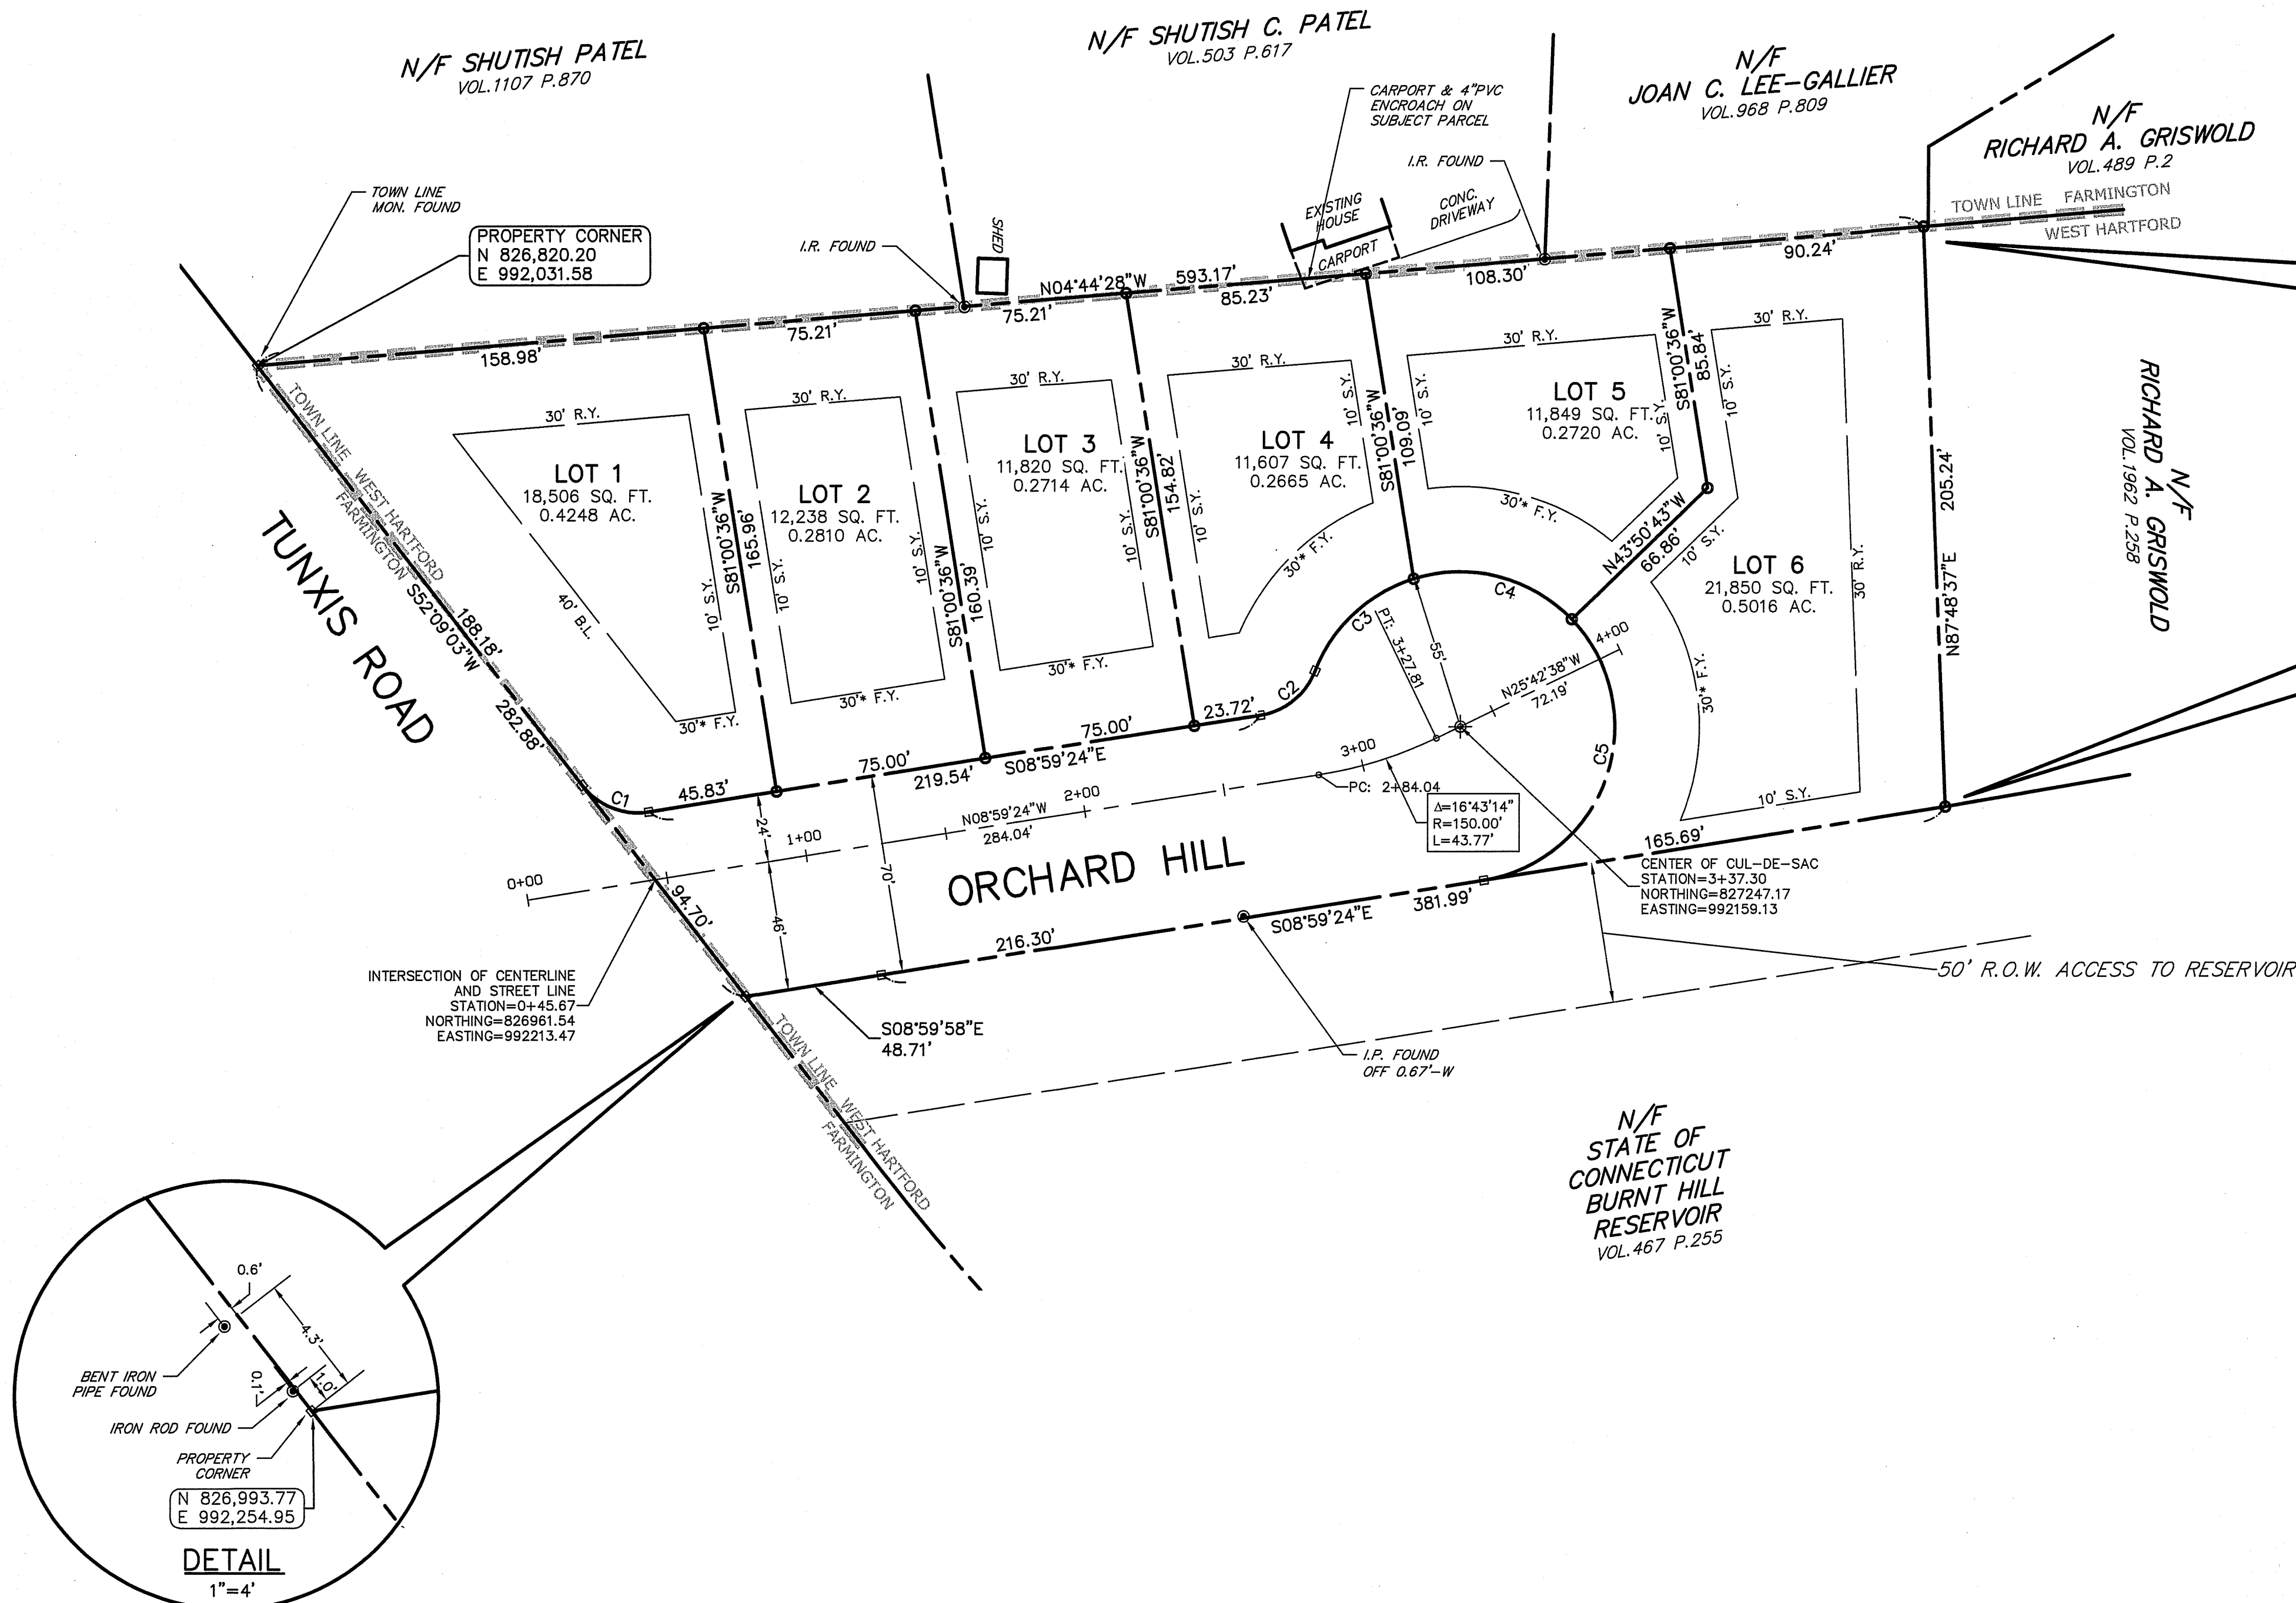 N/F SHUTISH PATEL
VOL.1107 P.870
N/F SHUTISH C. PATEL
VOL.503 P.617
N/F
JOAN C. LEE-GALLIER
VOL.968 P.809
N/F
RICHARD A. GRISWOLD
VOL.489 P.2
TOWN LINE FARMINGTON
WEST HARTFORD
CARPORT & 4"PVC
ENCROACH ON
SUBJECT PARCEL
I.R. FOUND
EXISTING
HOUSE
CONC.
DRIVEWAY
CARPORT
SHED
I.R. FOUND
TOWN LINE
MON. FOUND
PROPERTY CORNER
N 826,820.20
E 992,031.58
158.98'
75.21'
75.21'
N04°44'28"W 593.17'
85.23'
108.30'
90.24'
30' R.Y.
30' R.Y.
30' R.Y.
30' R.Y.
30' R.Y.
30' R.Y.
LOT 1
18,506 SQ. FT.
0.4248 AC.
LOT 2
12,238 SQ. FT.
0.2810 AC.
LOT 3
11,820 SQ. FT.
0.2714 AC.
LOT 4
11,607 SQ. FT.
0.2665 AC.
LOT 5
11,849 SQ. FT.
0.2720 AC.
LOT 6
21,850 SQ. FT.
0.5016 AC.
S81°00'36"W
165.96'
S81°00'36"W
160.39'
S81°00'36"W
154.82'
S81°00'36"W
109.09'
S81°00'36"W
85.84'
N43°50'43"W
66.86'
10' S.Y.
10' S.Y.
10' S.Y.
10' S.Y.
10' S.Y.
10' S.Y.
10' S.Y.
10' S.Y.
10' S.Y.
10' S.Y.
10' S.Y.
10' S.Y.
30' R.Y.
40' B.L.
30'* F.Y.
30'* F.Y.
30'* F.Y.
30'* F.Y.
30'* F.Y.
30'* F.Y.
N87°48'37"E 205.24'
N/F
RICHARD A. GRISWOLD
VOL.1962 P.258
TOWN LINE WEST HARTFORD
FARMINGTON
TUNXIS ROAD
188.18'
S52°09'03"W
282.88'
94.70'
C1
45.83'
75.00'
219.54'
S08°59'24"E
75.00'
23.72'
C2
C3
C4
C5
PT: 3+27.81
55'
4+00
N25°42'38"W
72.19'
3+00
PC: 2+84.04
Δ=16°43'14"
R=150.00'
L=43.77'
0+00
1+00
N08°59'24"W
284.04'
2+00
24'
46'
70'
ORCHARD HILL
165.69'
CENTER OF CUL-DE-SAC
STATION=3+37.30
NORTHING=827247.17
EASTING=992159.13
216.30'
S08°59'24"E
381.99'
50' R.O.W. ACCESS TO RESERVOIR
INTERSECTION OF CENTERLINE
AND STREET LINE
STATION=0+45.67
NORTHING=826961.54
EASTING=992213.47
S08°59'58"E
48.71'
I.P. FOUND
OFF 0.67'-W
TOWN LINE WEST HARTFORD
FARMINGTON
N/F
STATE OF
CONNECTICUT
BURNT HILL
RESERVOIR
VOL.467 P.255
0.6'
4.3'
0.1'
1.0'
BENT IRON
PIPE FOUND
IRON ROD FOUND
PROPERTY
CORNER
N 826,993.77
E 992,254.95
DETAIL
1"=4'